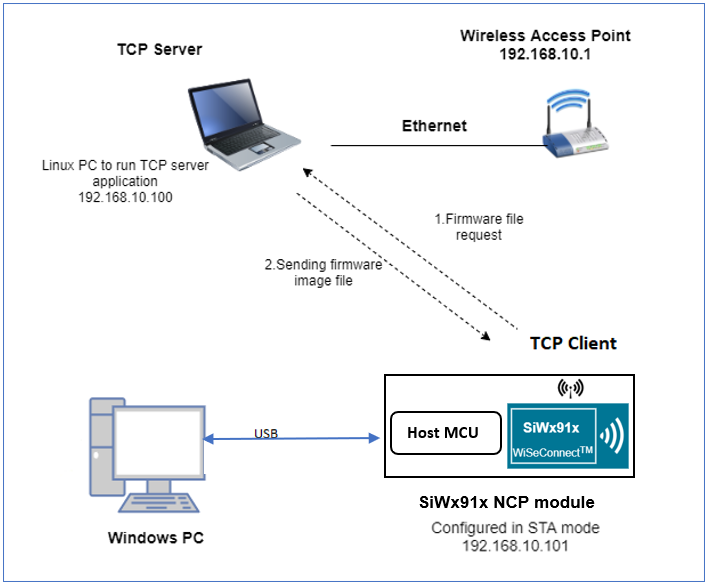 TCP Server
Wireless Access Point
192.168.10.1
Ethernet
Linux PC to run TCP server
application
192.168.10.100
1.Firmware file
request
2.Sending firmware
image file
TCP Client
USB
Host MCU
SiWx91x
WiSeConnect™
SiWx91x NCP module
Configured in STA mode
192.168.10.101
Windows PC